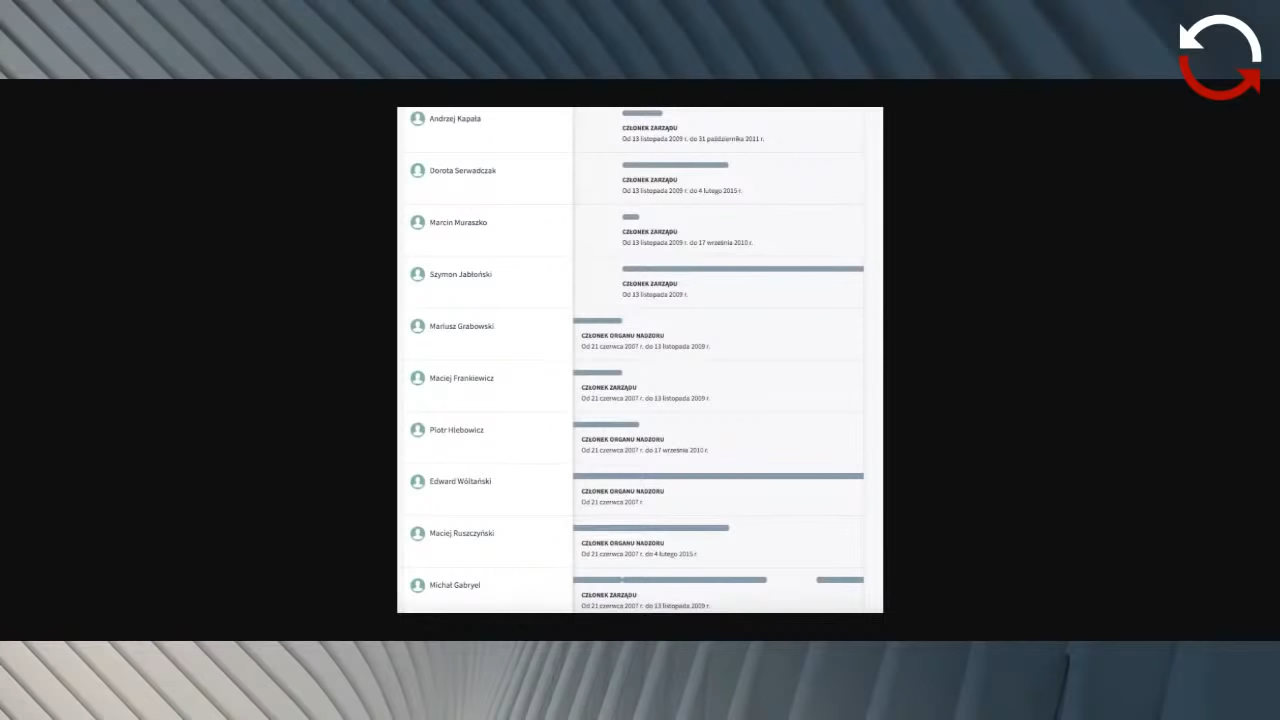 Andrzej Kapała
CZŁONEK ZARZĄDU
Od 13 listopada 2009 r. do 31 października 2011 r.
Dorota Serwadczak
CZŁONEK ZARZĄDU
Od 13 listopada 2009 r. do 4 lutego 2015 r.
Marcin Muraszko
CZŁONEK ZARZĄDU
Od 13 listopada 2009 r. do 17 września 2010 r.
Szymon Jabłoński
CZŁONEK ZARZĄDU
Od 13 listopada 2009 r.
Mariusz Grabowski
CZŁONEK ORGANU NADZORU
Od 21 czerwca 2007 r. do 13 listopada 2009 r.
Maciej Frankiewicz
CZŁONEK ZARZĄDU
Od 21 czerwca 2007 r. do 13 listopada 2009 r.
Piotr Hlebowicz
CZŁONEK ORGANU NADZORU
Od 21 czerwca 2007 r. do 17 września 2010 r.
Edward Wóltański
CZŁONEK ORGANU NADZORU
Od 21 czerwca 2007 r.
Maciej Ruszczyński
CZŁONEK ORGANU NADZORU
Od 21 czerwca 2007 r. do 4 lutego 2015 r.
Michał Gabryel
CZŁONEK ZARZĄDU
Od 21 czerwca 2007 r. do 13 listopada 2009 r.